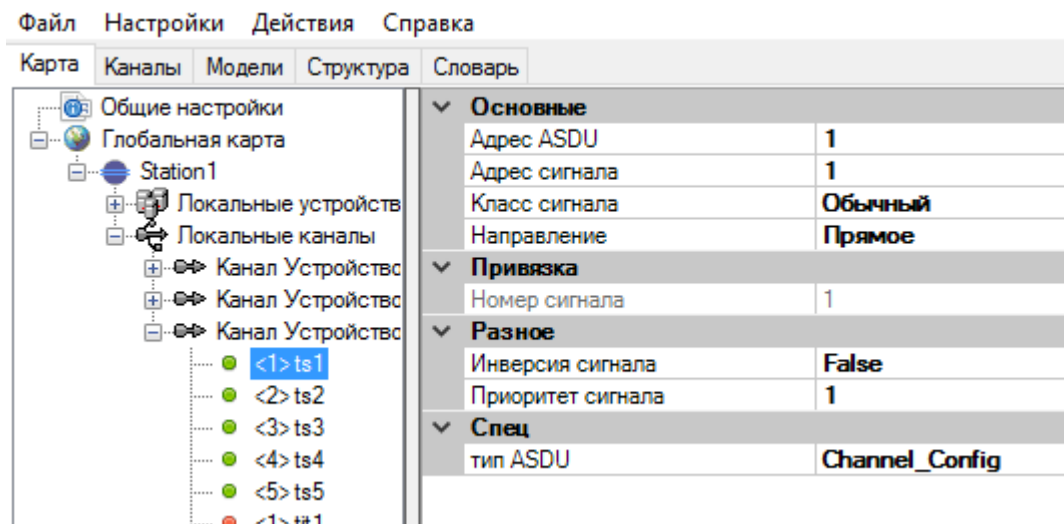 Файл Настройки Действия Справка
Карта Каналы Модели Структура Словарь
Общие настройки
Глобальная карта
Station1
Локальные устройств
Локальные каналы
Канал Устройство
Канал Устройство
Канал Устройство
<1> ts1
<2> ts2
<3> ts3
<4> ts4
<5> ts5
<1> tit1
Основные
Адрес ASDU 1
Адрес сигнала 1
Класс сигнала Обычный
Направление Прямое
Привязка
Номер сигнала 1
Разное
Инверсия сигнала False
Приоритет сигнала 1
Спец
тип ASDU Channel_Config